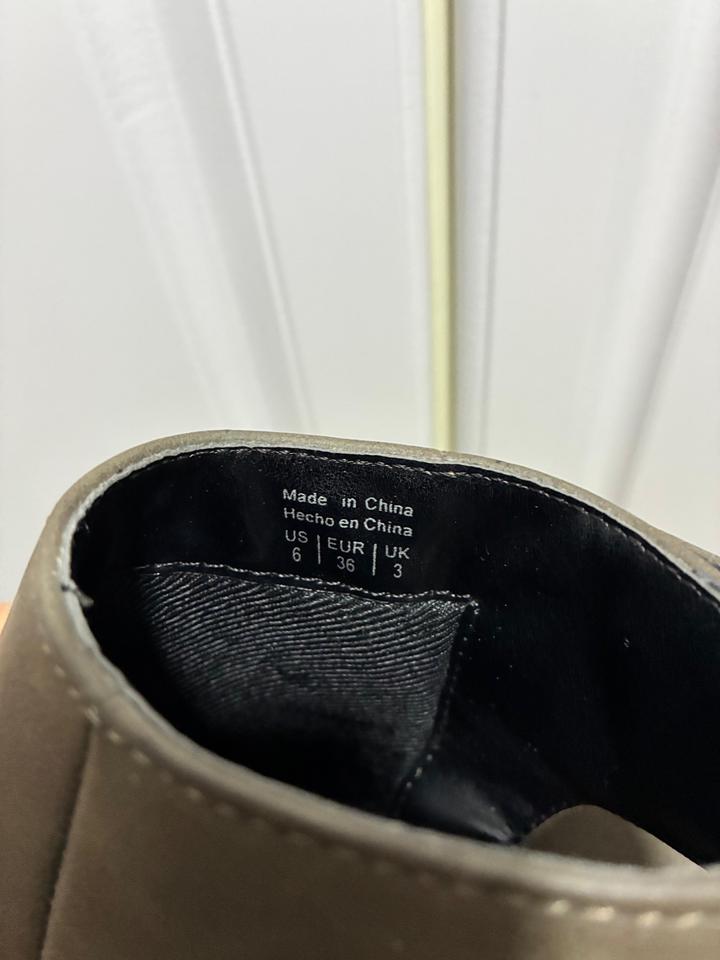 Made in China
Hecho en China
US | EUR | UK
6 | 36 | 3